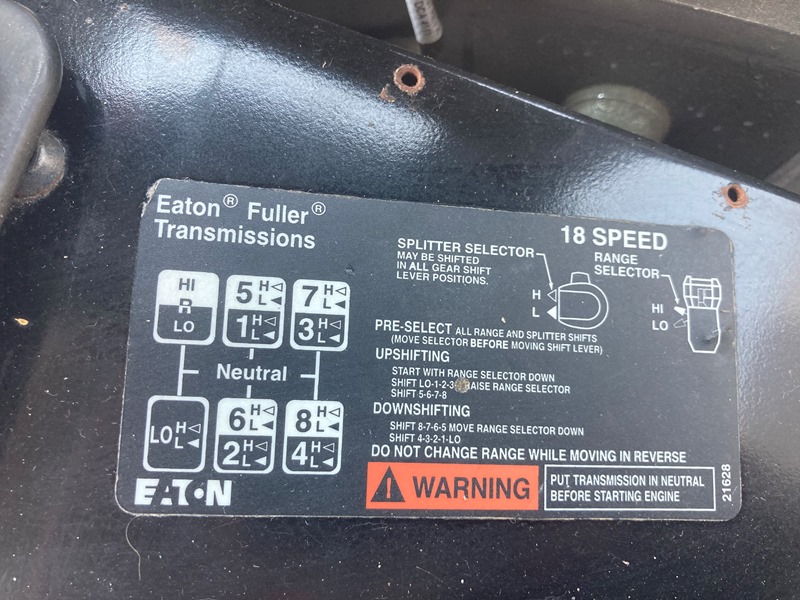 Eaton® Fuller®
Transmissions
18 SPEED
SPLITTER SELECTOR
MAY BE SHIFTED
IN ALL GEAR SHIFT
LEVER POSITIONS.
H
L
RANGE
SELECTOR
HI
LO
HI
R
LO
5 H
L
1 H
L
7 H
L
3 H
L
Neutral
LO H
L
6 H
L
2 H
L
8 H
L
4 H
L
PRE-SELECT ALL RANGE AND SPLITTER SHIFTS
(MOVE SELECTOR BEFORE MOVING SHIFT LEVER)
UPSHIFTING
START WITH RANGE SELECTOR DOWN
SHIFT LO-1-2-3 RAISE RANGE SELECTOR
SHIFT 5-6-7-8
DOWNSHIFTING
SHIFT 8-7-6-5 MOVE RANGE SELECTOR DOWN
SHIFT 4-3-2-1-LO
DO NOT CHANGE RANGE WHILE MOVING IN REVERSE
EATON
WARNING
PUT TRANSMISSION IN NEUTRAL
BEFORE STARTING ENGINE
21628